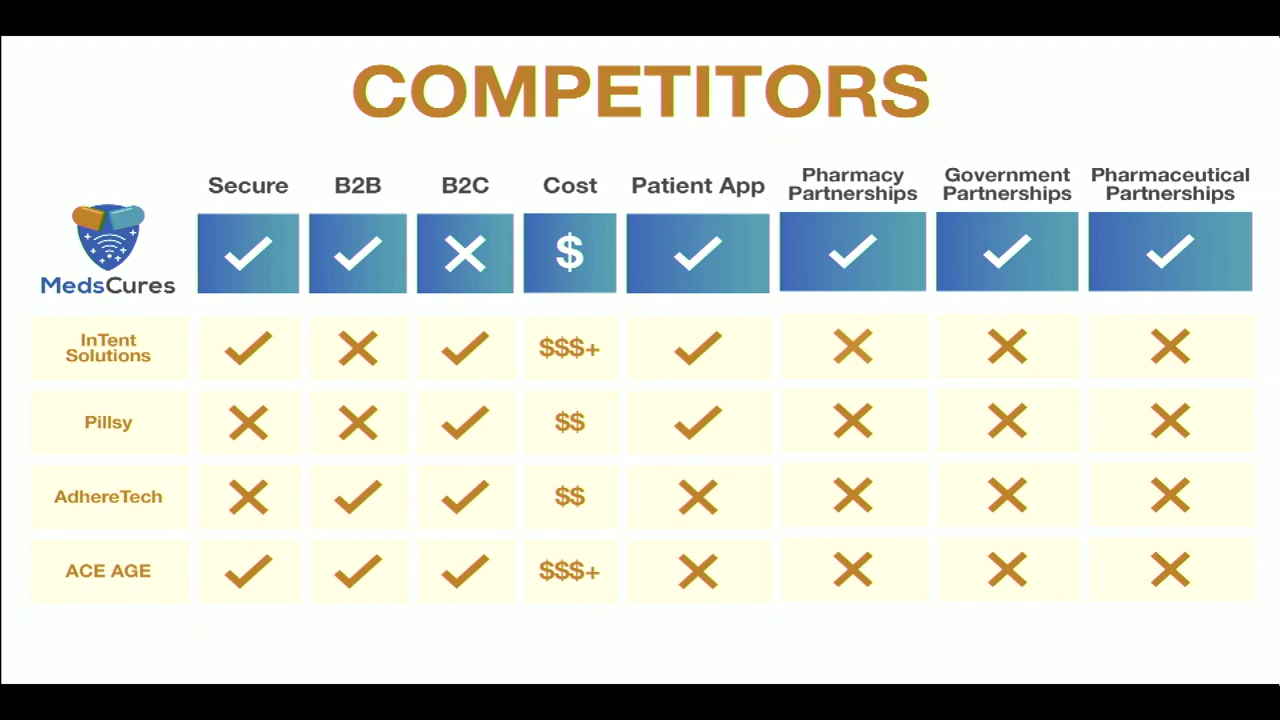 COMPETITORS
Secure B2B B2C Cost Patient App Pharmacy Partnerships Government Partnerships Pharmaceutical Partnerships
MedsCures $
InTent Solutions $$$+
Pillsy $$
AdhereTech $$
ACE AGE $$$+